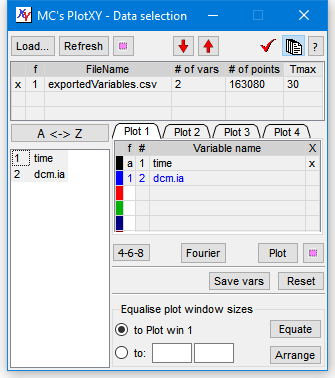 MC's PlotXY - Data selection
Load... Refresh ?
f FileName # of vars # of points Tmax
x 1 exportedVariables.csv 2 163080 30
A <-> Z
Plot 1 Plot 2 Plot 3 Plot 4
1 time
2 dcm.ia
f # Variable name X
a 1 time x
1 2 dcm.ia
4-6-8 Fourier Plot
Save vars Reset
Equalise plot window sizes
to Plot win 1 Equate
to: Arrange